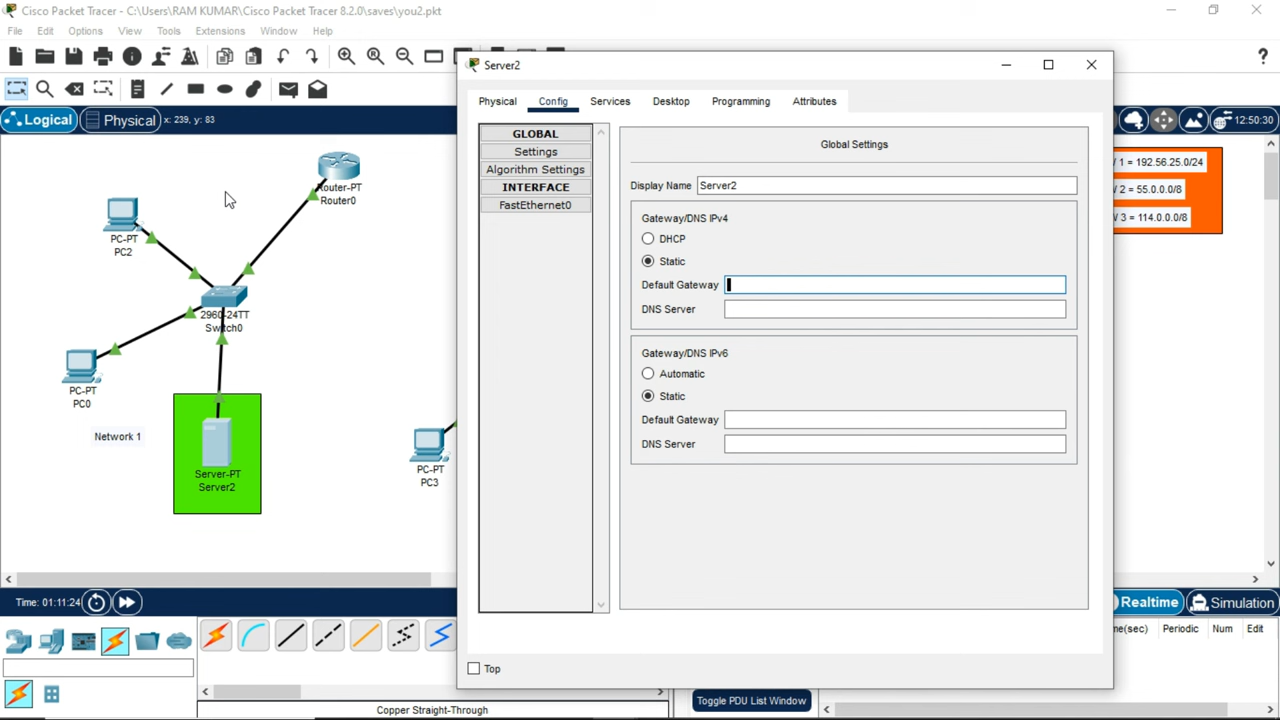 Cisco Packet Tracer - C:\Users\RAM KUMAR\Cisco Packet Tracer 8.2.0\saves\you2.pkt
File Edit Options View Tools Extensions Window Help
Logical Physical x: 239, y: 83
12:50:30
Router-PT
Router0
PC-PT
PC2
2960-24TT
Switch0
PC-PT
PC0
Network 1
Server-PT
Server2
PC-PT
PC3
1 = 192.56.25.0/24
2 = 55.0.0.0/8
3 = 114.0.0.0/8
Server2
Physical Config Services Desktop Programming Attributes
GLOBAL
Settings
Algorithm Settings
INTERFACE
FastEthernet0
Global Settings
Display Name Server2
Gateway/DNS IPv4
DHCP
Static
Default Gateway
DNS Server
Gateway/DNS IPv6
Automatic
Static
Default Gateway
DNS Server
Top
Time: 01:11:24
Realtime Simulation
me(sec) Periodic Num Edit
Toggle PDU List Window
Copper Straight-Through